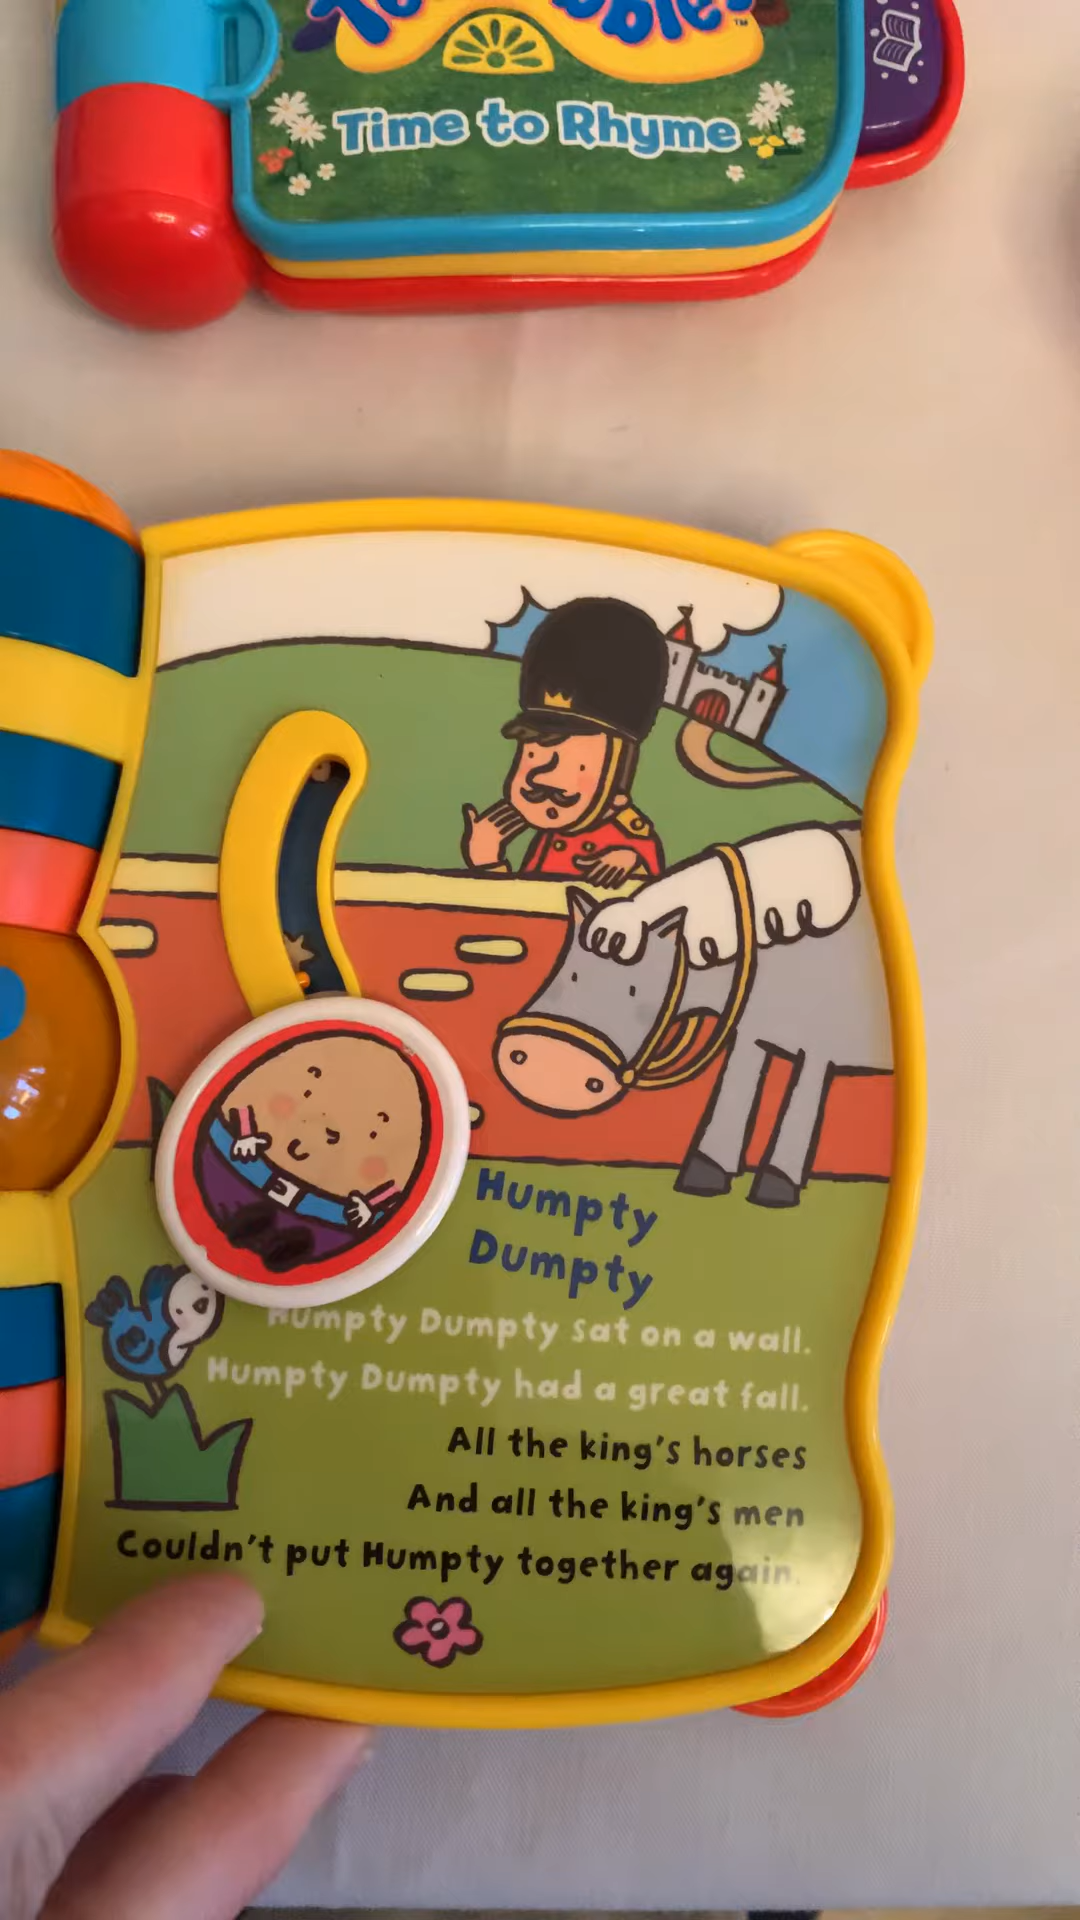 Time to Rhyme
Humpty
Dumpty
Humpty Dumpty sat on a wall.
Humpty Dumpty had a great fall.
All the king's horses
And all the king's men
Couldn't put Humpty together again.